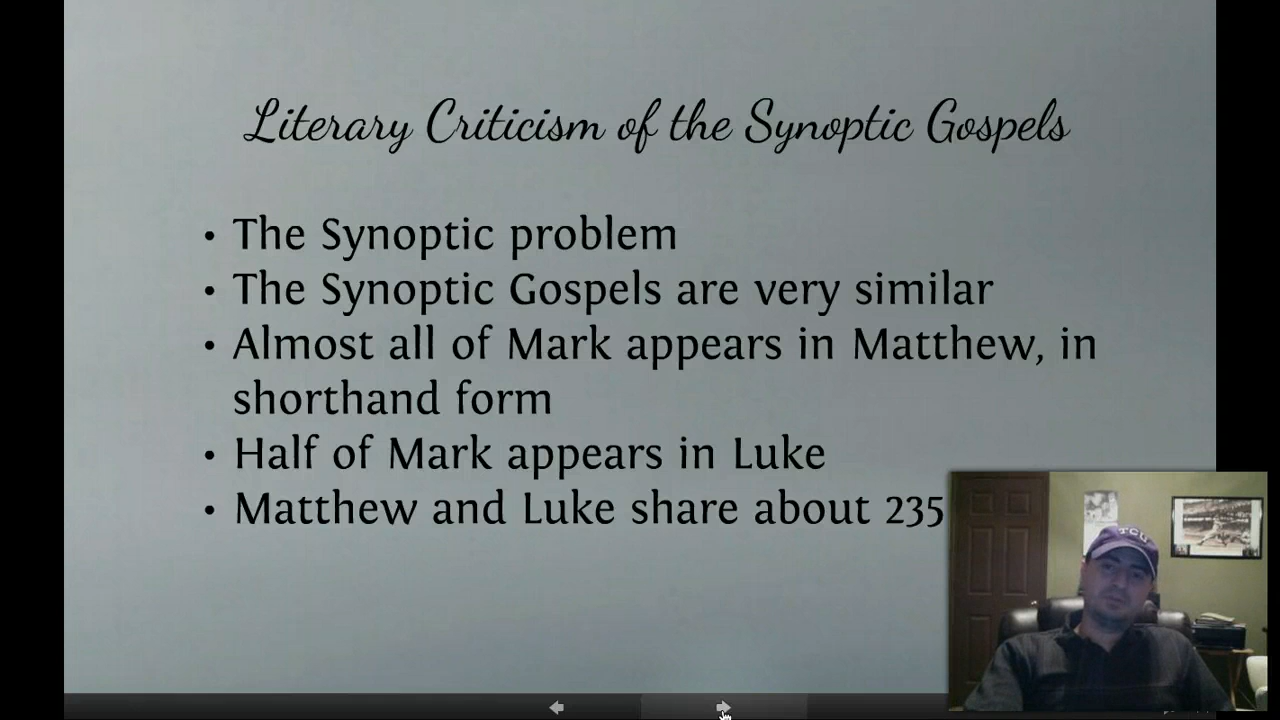 Literary Criticism of the Synoptic Gospels
• The Synoptic problem
• The Synoptic Gospels are very similar
• Almost all of Mark appears in Matthew, in
shorthand form
• Half of Mark appears in Luke
• Matthew and Luke share about 235
TCU